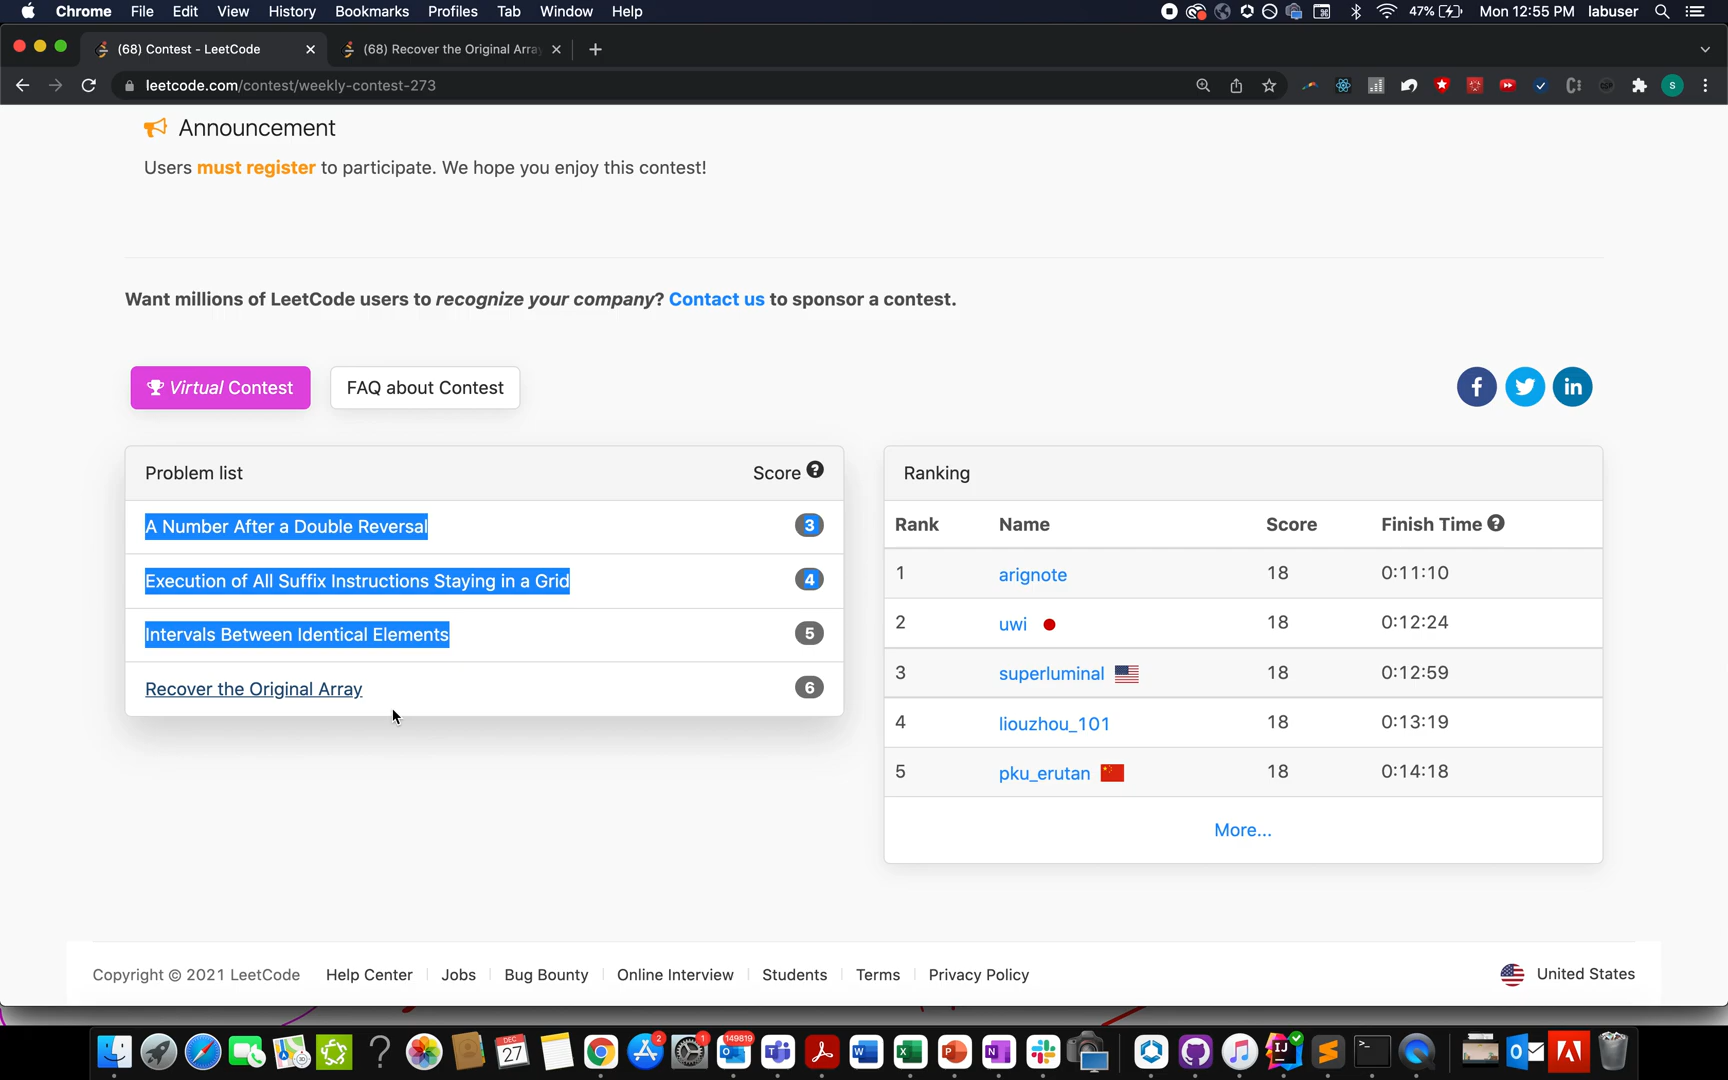 Chrome File Edit View History Bookmarks Profiles Tab Window Help 47% Mon 12:55 PM labuser
(68) Contest - LeetCode (68) Recover the Original Array
leetcode.com/contest/weekly-contest-273
Announcement
Users must register to participate. We hope you enjoy this contest!
Want millions of LeetCode users to recognize your company? Contact us to sponsor a contest.
Virtual Contest FAQ about Contest
Problem list Score
A Number After a Double Reversal 3
Execution of All Suffix Instructions Staying in a Grid 4
Intervals Between Identical Elements 5
Recover the Original Array 6
Ranking
Rank Name Score Finish Time
1 arignote 18 0:11:10
2 uwi 18 0:12:24
3 superluminal 18 0:12:59
4 liouzhou_101 18 0:13:19
5 pku_erutan 18 0:14:18
More...
Copyright © 2021 LeetCode Help Center Jobs Bug Bounty Online Interview Students Terms Privacy Policy United States
DEC 27 2 1 149819